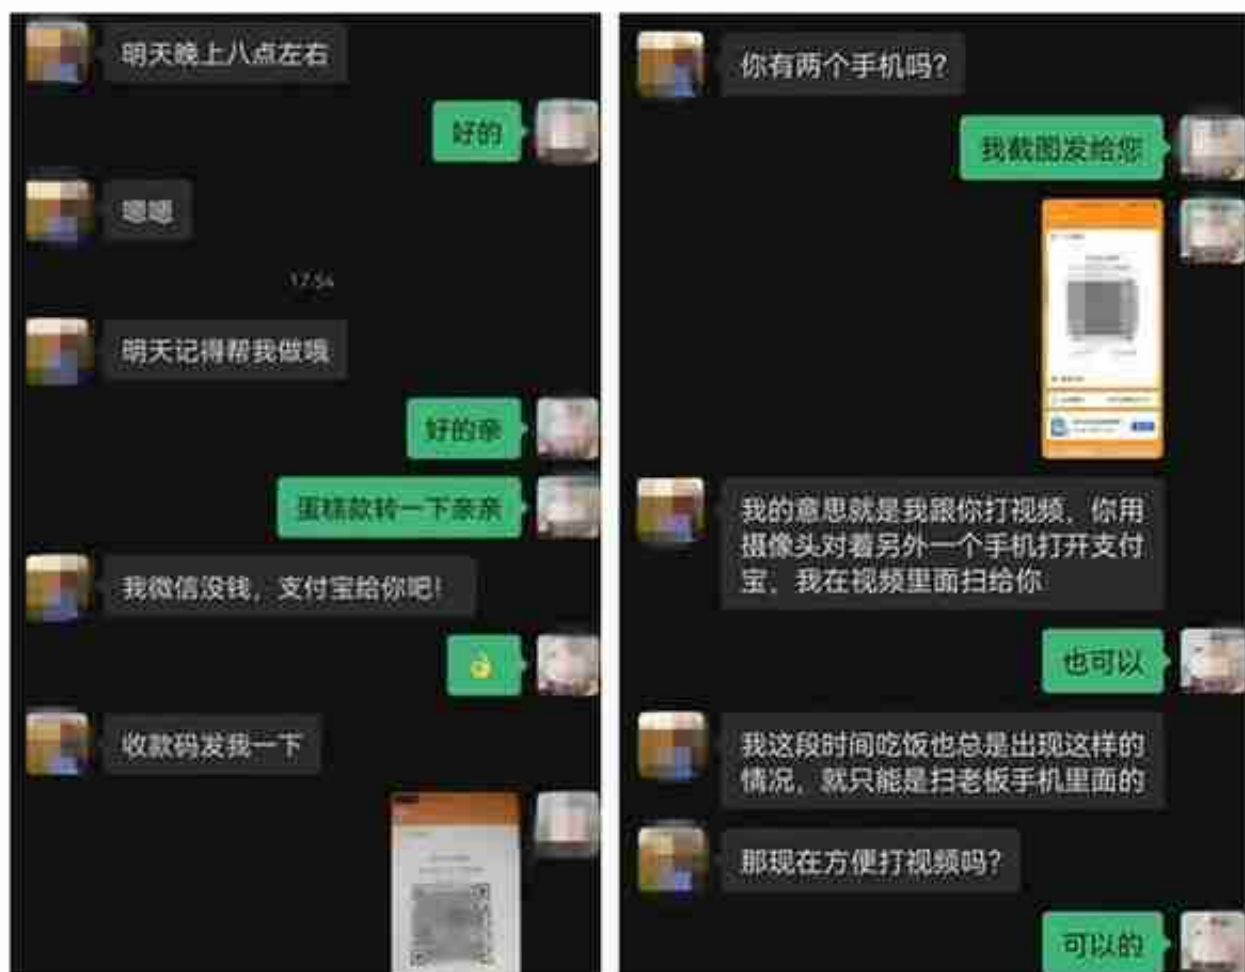 明天晚上八点左右
好的
嗯嗯
17:54
明天记得帮我做哦
好的亲
蛋糕款转一下亲亲
我微信没钱，支付宝给你吧！
收款码发我一下
你有两个手机吗？
我截图发给您
我的意思就是我跟你打视频，你用
摄像头对着另外一个手机打开支付
宝，我在视频里面扫给你
也可以
我这段时间吃饭也总是出现这样的
情况，就只能是扫老板手机里面的
那现在方便打视频吗？
可以的